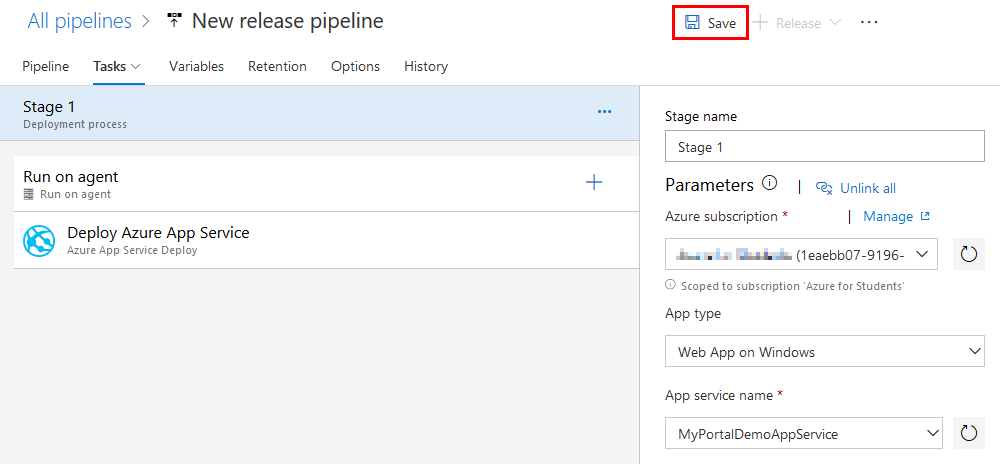 All pipelines > New release pipeline
Save
Release
...
Pipeline Tasks Variables Retention Options History
Stage 1
Deployment process
...
Run on agent
Run on agent
Deploy Azure App Service
Azure App Service Deploy
Stage name
Stage 1
Parameters | Unlink all
Azure subscription * | Manage
(1eaebb07-9196-
Scoped to subscription 'Azure for Students'
App type
Web App on Windows
App service name *
MyPortalDemoAppService